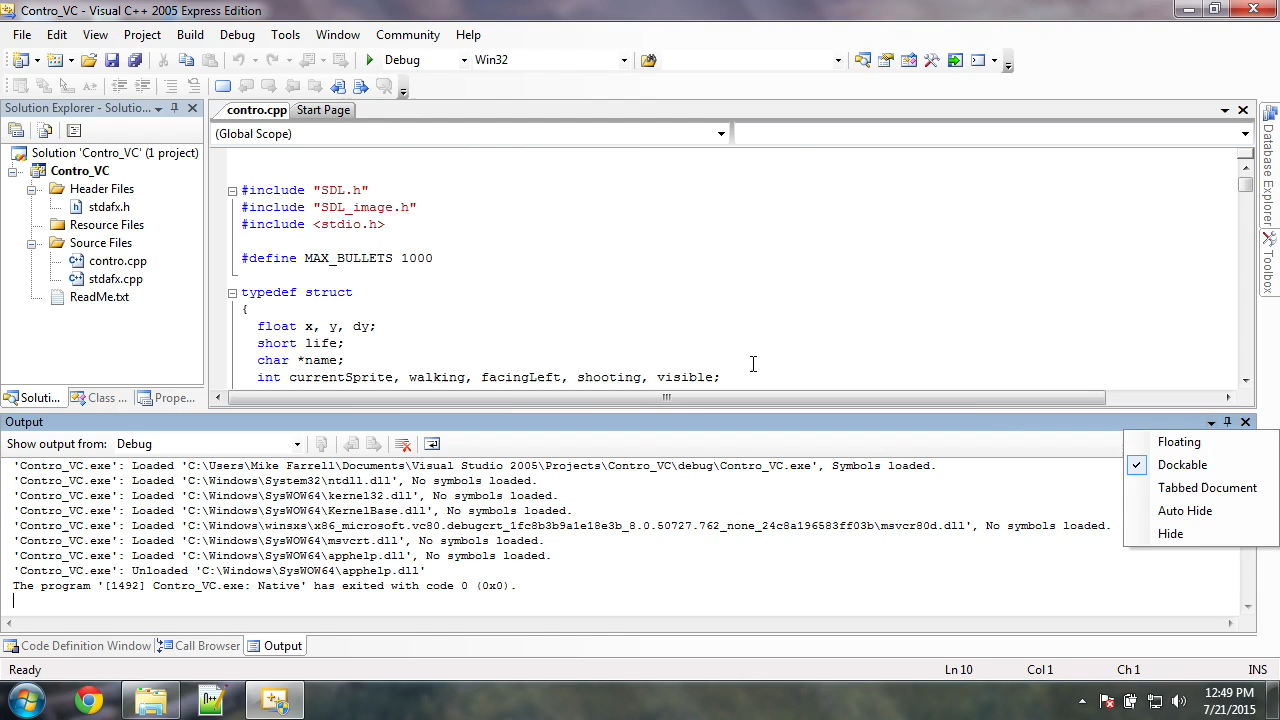 Contro_VC - Visual C++ 2005 Express Edition
File Edit View Project Build Debug Tools Window Community Help
Debug Win32
Solution Explorer - Solutio...
contro.cpp Start Page
(Global Scope)
Solution 'Contro_VC' (1 project)
Contro_VC
Header Files
stdafx.h
Resource Files
Source Files
contro.cpp
stdafx.cpp
ReadMe.txt
Soluti... Class ... Prope...
#include "SDL.h"
#include "SDL_image.h"
#include <stdio.h>
#define MAX_BULLETS 1000
typedef struct
{
float x, y, dy;
short life;
char *name;
int currentSprite, walking, facingLeft, shooting, visible;
Database Explorer
Toolbox
Output
Show output from: Debug
'Contro_VC.exe': Loaded 'C:\Users\Mike Farrell\Documents\Visual Studio 2005\Projects\Contro_VC\debug\Contro_VC.exe', Symbols loaded.
'Contro_VC.exe': Loaded 'C:\Windows\System32\ntdll.dll', No symbols loaded.
'Contro_VC.exe': Loaded 'C:\Windows\SysWOW64\kernel32.dll', No symbols loaded.
'Contro_VC.exe': Loaded 'C:\Windows\SysWOW64\KernelBase.dll', No symbols loaded.
'Contro_VC.exe': Loaded 'C:\Windows\winsxs\x86_microsoft.vc80.debugcrt_1fc8b3b9a1e18e3b_8.0.50727.762_none_24c8a196583ff03b\msvcr80d.dll', No symbols loaded.
'Contro_VC.exe': Loaded 'C:\Windows\SysWOW64\msvcrt.dll', No symbols loaded.
'Contro_VC.exe': Loaded 'C:\Windows\SysWOW64\apphelp.dll', No symbols loaded.
'Contro_VC.exe': Unloaded 'C:\Windows\SysWOW64\apphelp.dll'
The program '[1492] Contro_VC.exe: Native' has exited with code 0 (0x0).
Floating
Dockable
Tabbed Document
Auto Hide
Hide
Code Definition Window Call Browser Output
Ready Ln 10 Col 1 Ch 1 INS
12:49 PM
7/21/2015